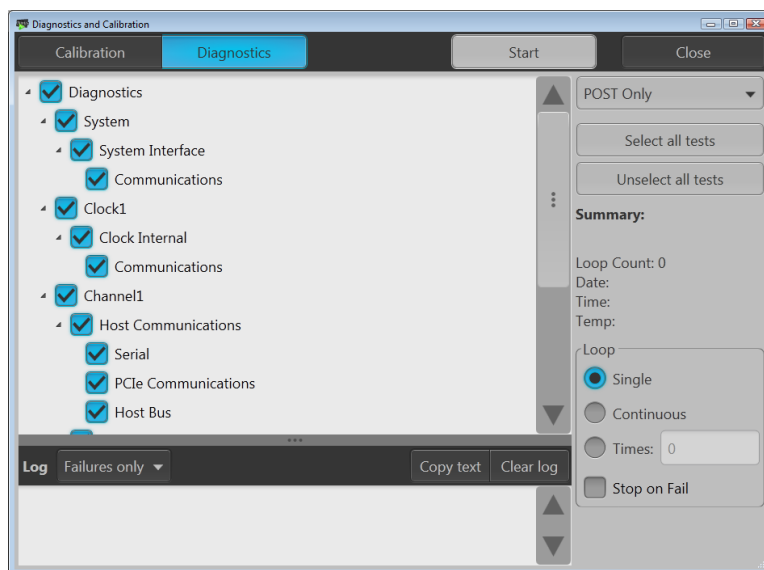 Diagnostics and Calibration
Calibration
Diagnostics
Start
Close
Diagnostics
System
System Interface
Communications
Clock1
Clock Internal
Communications
Channel1
Host Communications
Serial
PCIe Communications
Host Bus
POST Only
Select all tests
Unselect all tests
Summary:
Loop Count: 0
Date:
Time:
Temp:
Loop
Single
Continuous
Times: 0
Stop on Fail
Log
Failures only
Copy text
Clear log